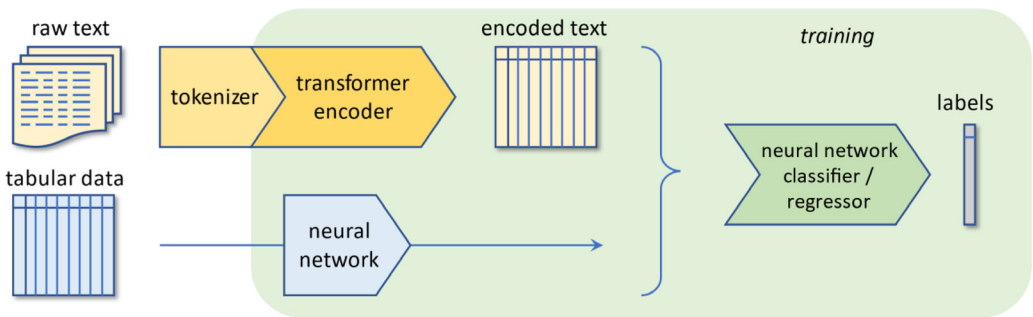 raw text
encoded text
training
tokenizer
transformer
encoder
labels
neural network
classifier /
regressor
tabular data
neural
network